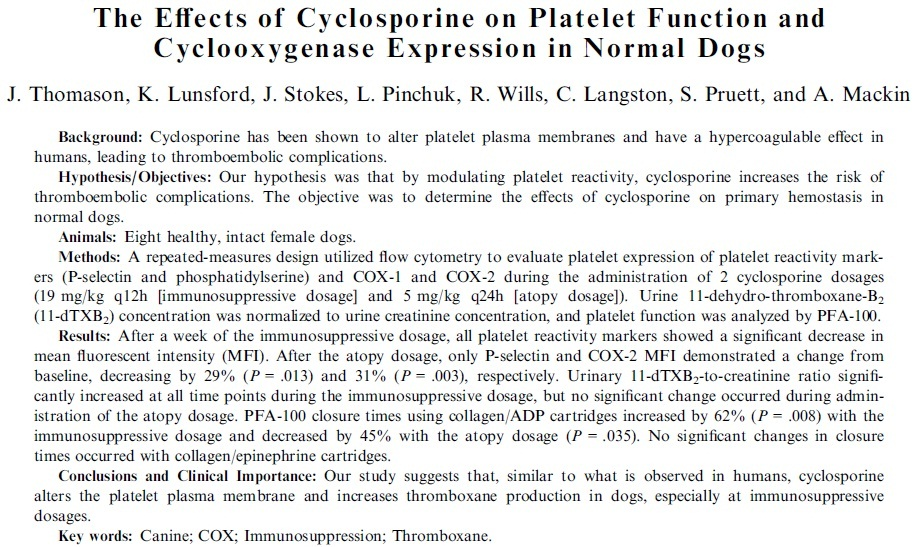 The Effects of Cyclosporine on Platelet Function and
Cyclooxygenase Expression in Normal Dogs
J. Thomason, K. Lunsford, J. Stokes, L. Pinchuk, R. Wills, C. Langston, S. Pruett, and A. Mackin
Background: Cyclosporine has been shown to alter platelet plasma membranes and have a hypercoagulable effect in
humans, leading to thromboembolic complications.
Hypothesis/Objectives: Our hypothesis was that by modulating platelet reactivity, cyclosporine increases the risk of
thromboembolic complications. The objective was to determine the effects of cyclosporine on primary hemostasis in
normal dogs.
Animals: Eight healthy, intact female dogs.
Methods: A repeated-measures design utilized flow cytometry to evaluate platelet expression of platelet reactivity mark-
ers (P-selectin and phosphatidylserine) and COX-1 and COX-2 during the administration of 2 cyclosporine dosages
(19 mg/kg q12h [immunosuppressive dosage] and 5 mg/kg q24h [atopy dosage]). Urine 11-dehydro-thromboxane-B₂
(11-dTXB₂) concentration was normalized to urine creatinine concentration, and platelet function was analyzed by PFA-100.
Results: After a week of the immunosuppressive dosage, all platelet reactivity markers showed a significant decrease in
mean fluorescent intensity (MFI). After the atopy dosage, only P-selectin and COX-2 MFI demonstrated a change from
baseline, decreasing by 29% (P = .013) and 31% (P = .003), respectively. Urinary 11-dTXB₂-to-creatinine ratio signifi-
cantly increased at all time points during the immunosuppressive dosage, but no significant change occurred during admin-
istration of the atopy dosage. PFA-100 closure times using collagen/ADP cartridges increased by 62% (P = .008) with the
immunosuppressive dosage and decreased by 45% with the atopy dosage (P = .035). No significant changes in closure
times occurred with collagen/epinephrine cartridges.
Conclusions and Clinical Importance: Our study suggests that, similar to what is observed in humans, cyclosporine
alters the platelet plasma membrane and increases thromboxane production in dogs, especially at immunosuppressive
dosages.
Key words: Canine; COX; Immunosuppression; Thromboxane.